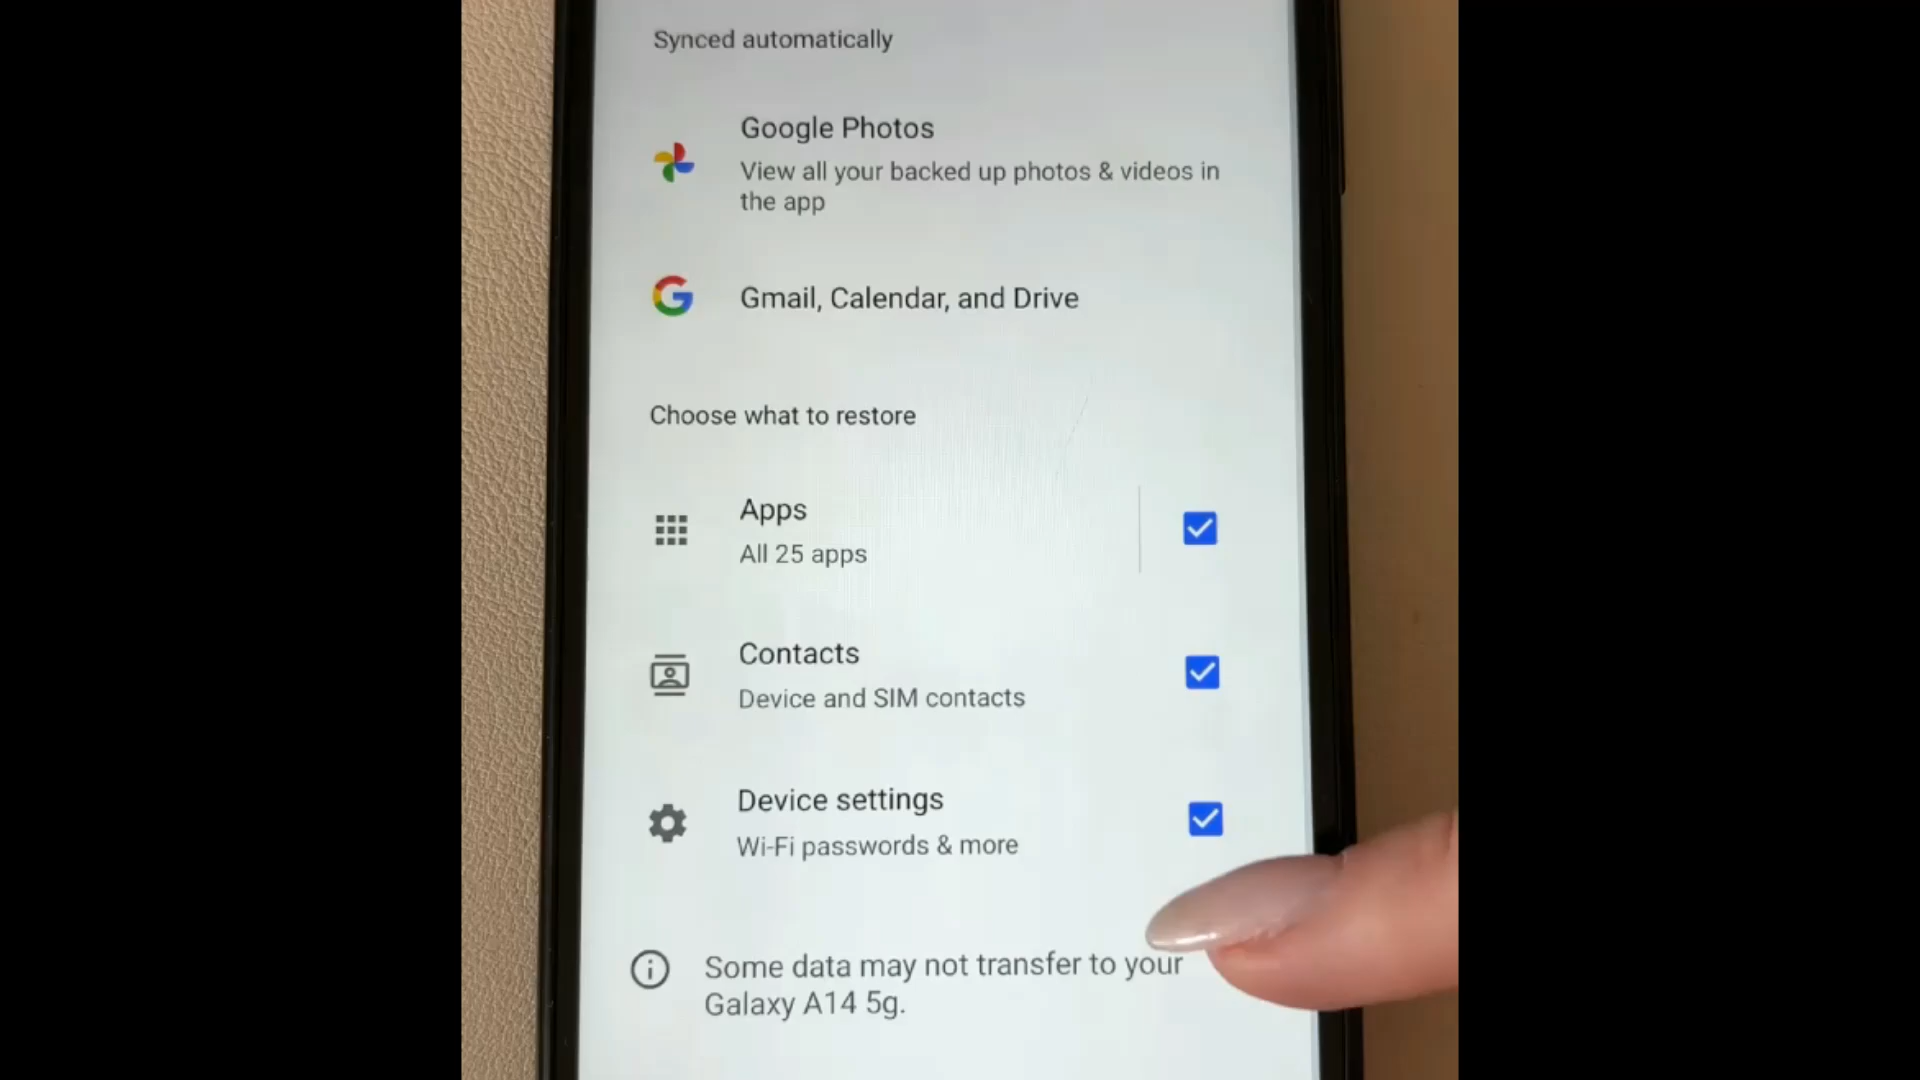 Synced automatically
Google Photos
View all your backed up photos & videos in
the app
Gmail, Calendar, and Drive
Choose what to restore
Apps
All 25 apps
Contacts
Device and SIM contacts
Device settings
Wi-Fi passwords & more
Some data may not transfer to your
Galaxy A14 5g.